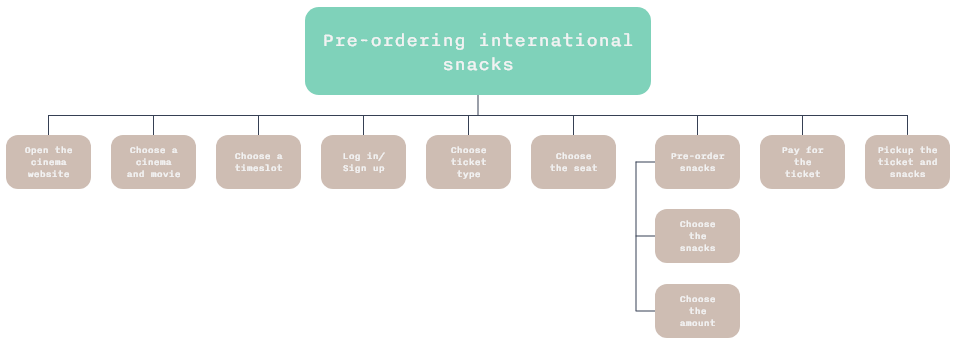 Pre-ordering international
snacks
Open the
cinema
website
Choose a
cinema
and movie
Choose a
timeslot
Log in/
Sign up
Choose
ticket
type
Choose
the seat
Pre-order
snacks
Pay for
the
ticket
Pickup the
ticket and
snacks
Choose
the
snacks
Choose
the
amount